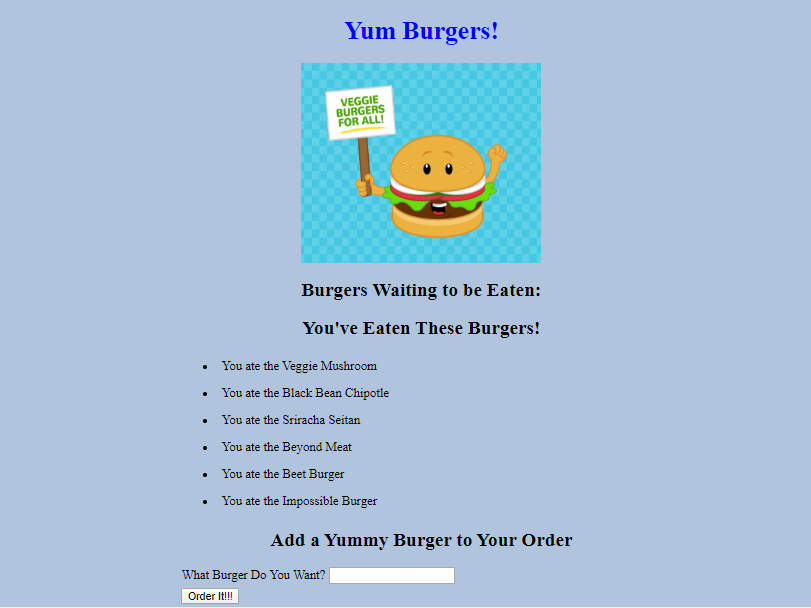 Yum Burgers!
VEGGIE
BURGERS
FOR ALL!
Burgers Waiting to be Eaten:
You've Eaten These Burgers!
You ate the Veggie Mushroom
You ate the Black Bean Chipotle
You ate the Sriracha Seitan
You ate the Beyond Meat
You ate the Beet Burger
You ate the Impossible Burger
Add a Yummy Burger to Your Order
What Burger Do You Want?
Order It!!!